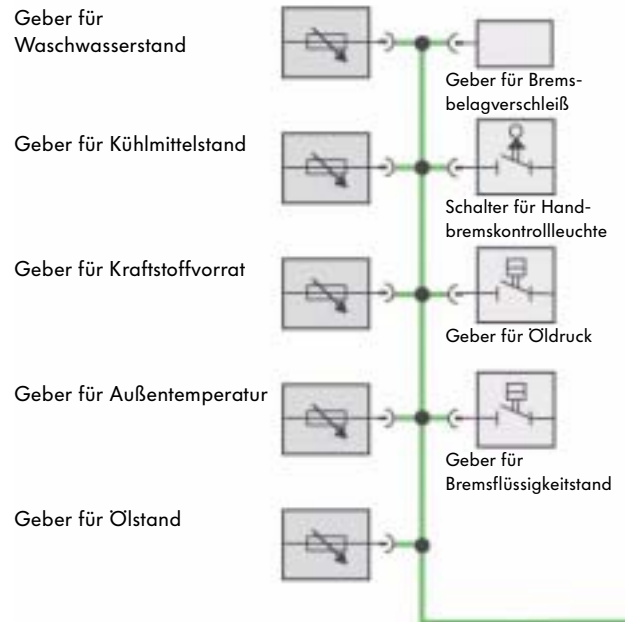 Geber für
Waschwasserstand
Geber für Brems-
belagverschleiß
Geber für Kühlmittelstand
Schalter für Hand-
bremskontrollleuchte
Geber für Kraftstoffvorrat
Geber für Öldruck
Geber für Außentemperatur
Geber für
Bremsflüssigkeitstand
Geber für Ölstand